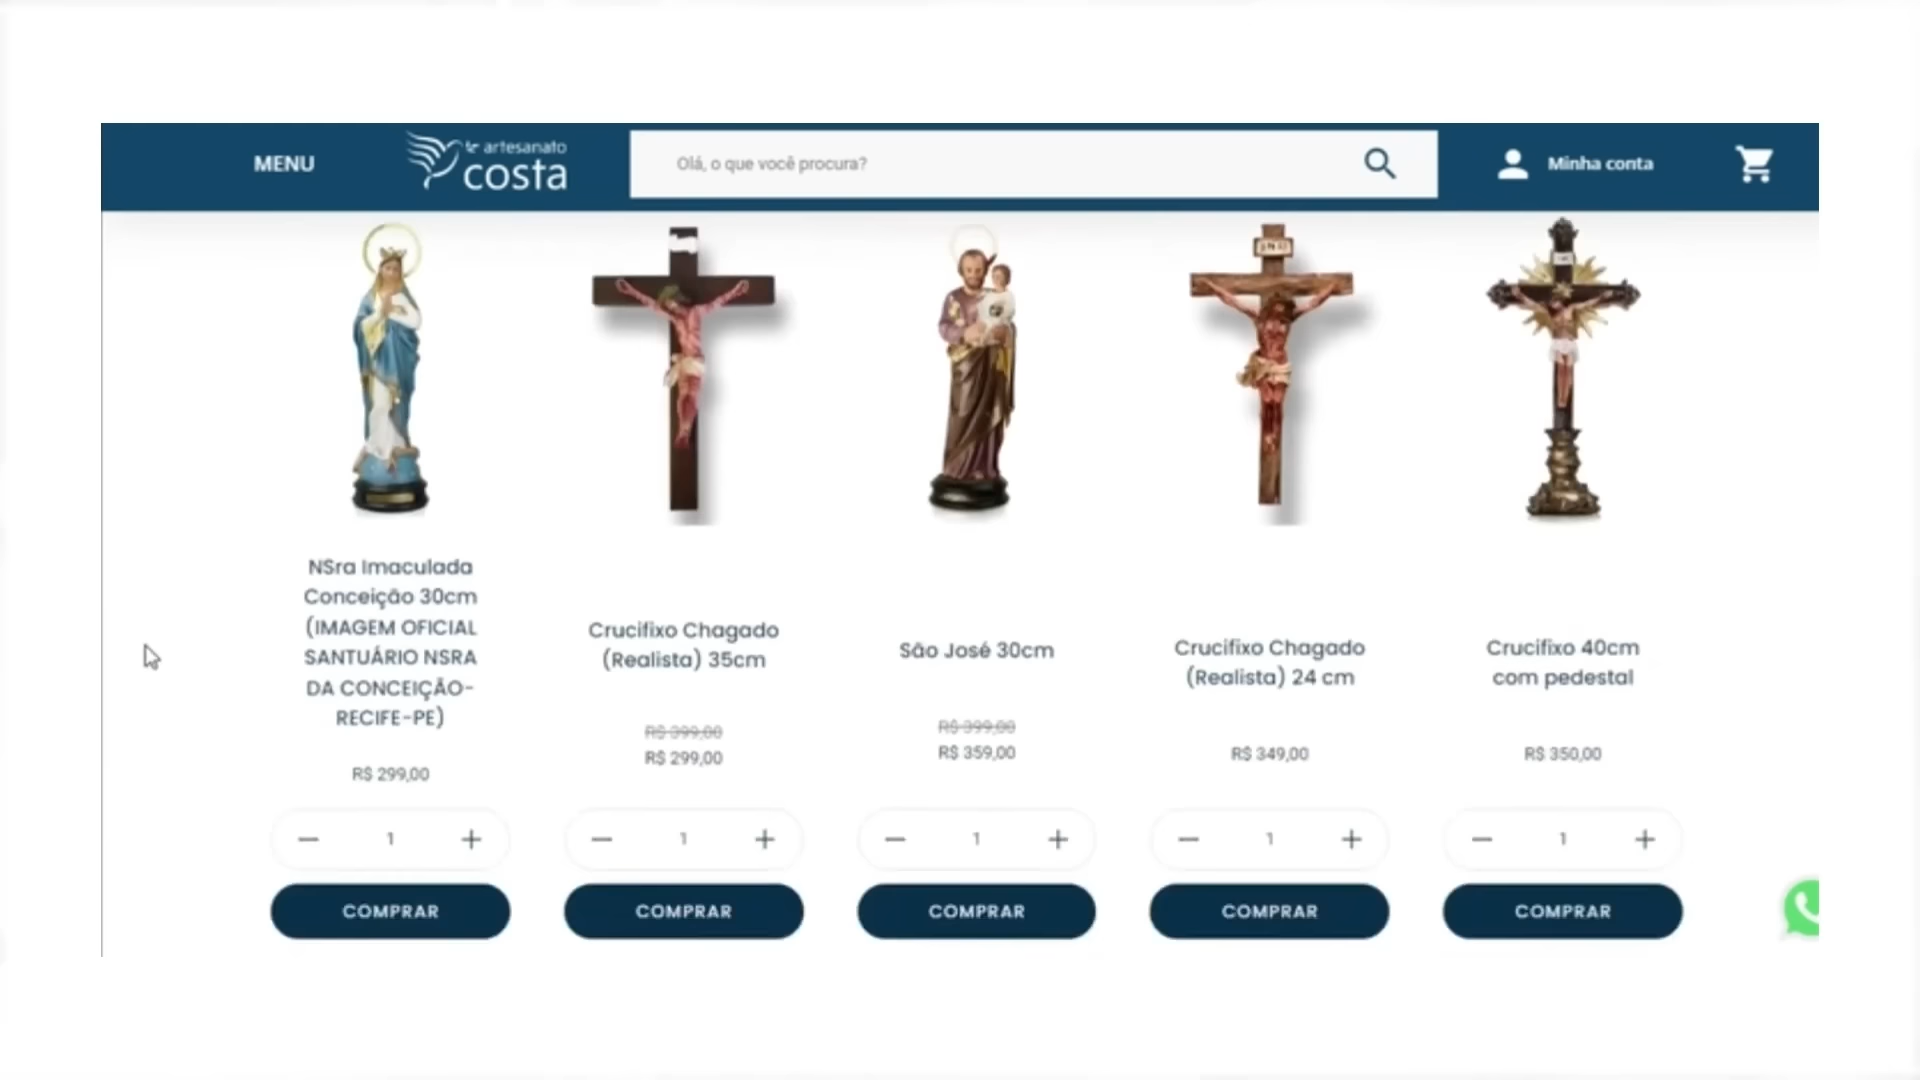 MENU
artesanato
costa
Olá, o que você procura?
Minha conta
NSra Imaculada
Conceição 30cm
(IMAGEM OFICIAL
SANTUÁRIO NSRA
DA CONCEIÇÃO-
RECIFE-PE)
R$ 299,00
1
COMPRAR
Crucifixo Chagado
(Realista) 35cm
R$ 399,00
R$ 299,00
1
COMPRAR
São José 30cm
R$ 399,00
R$ 359,00
1
COMPRAR
Crucifixo Chagado
(Realista) 24 cm
R$ 349,00
1
COMPRAR
Crucifixo 40cm
com pedestal
R$ 350,00
1
COMPRAR